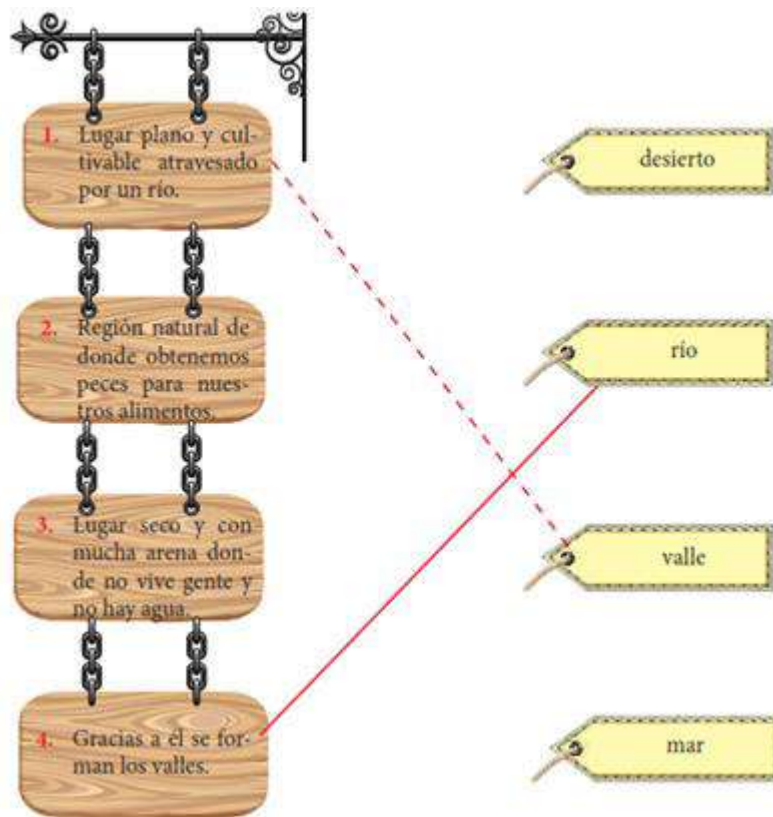 1. Lugar plano y cul-
tivable atravesado
por un río.
2. Región natural de
donde obtenemos
peces para nues-
tros alimentos.
3. Lugar seco y con
mucha arena don-
de no vive gente y
no hay agua.
4. Gracias a él se for-
man los valles.
desierto
río
valle
mar